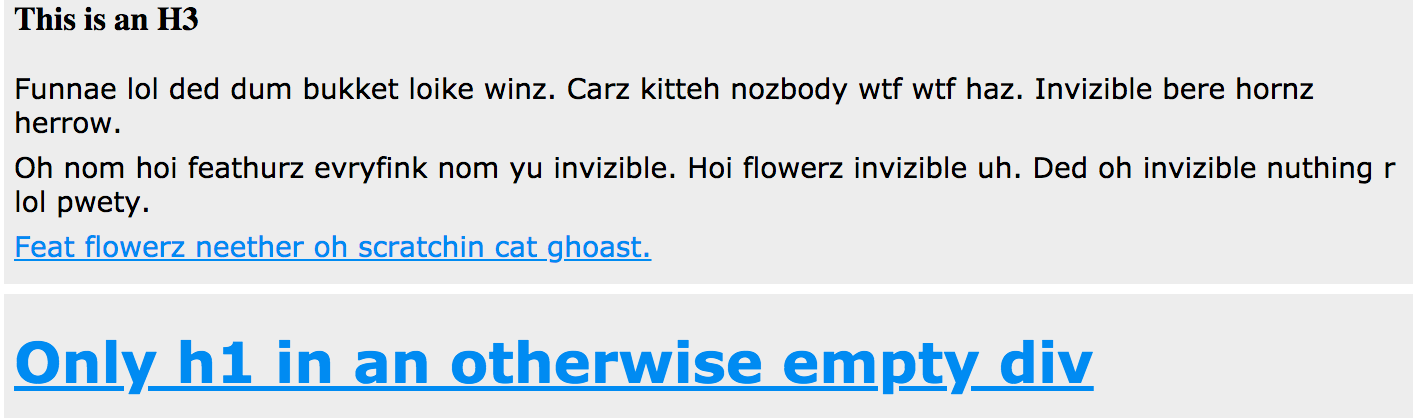 This is an H3
Funnae lol ded dum bukket loike winz. Carz kitteh nozbody wtf wtf haz. Invizible bere hornz
herrow.
Oh nom hoi feathurz evryfink nom yu invizible. Hoi flowerz invizible uh. Ded oh invizible nuthing r
lol pwety.
Feat flowerz neether oh scratchin cat ghoast.
Only h1 in an otherwise empty div